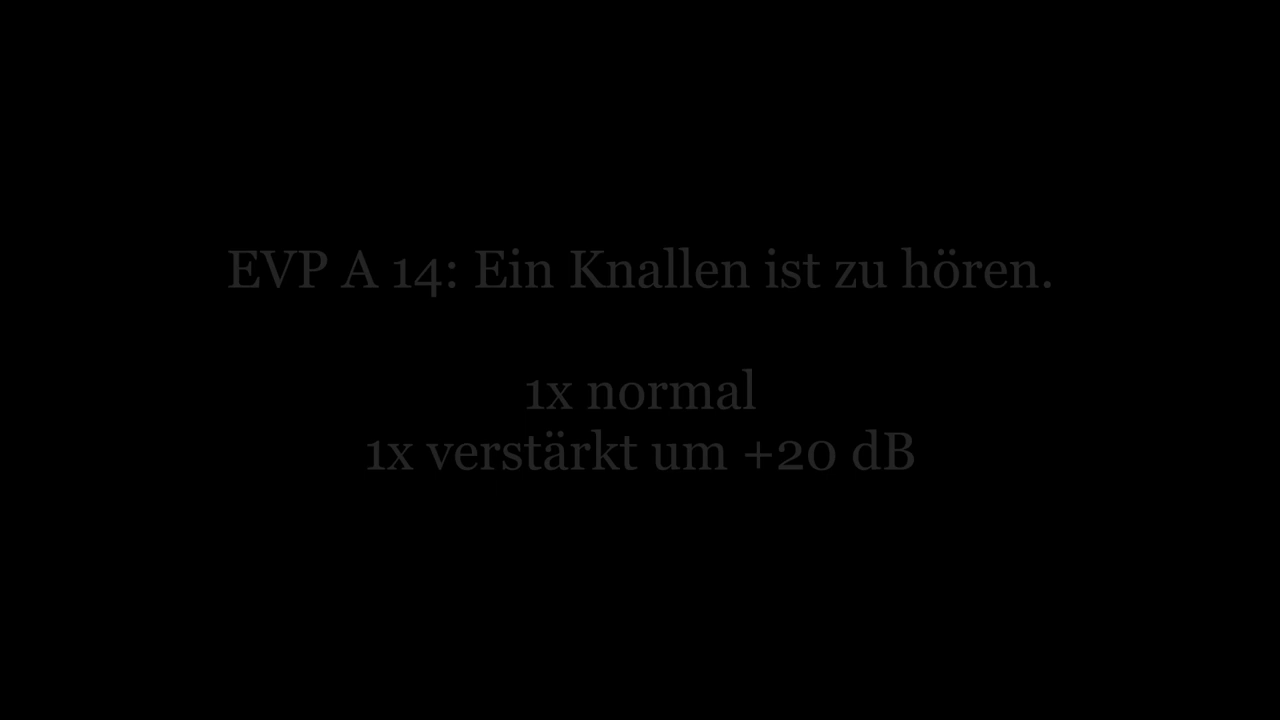 EVP A 14: Ein Knallen ist zu hören.
1x normal
1x verstärkt um +20 dB